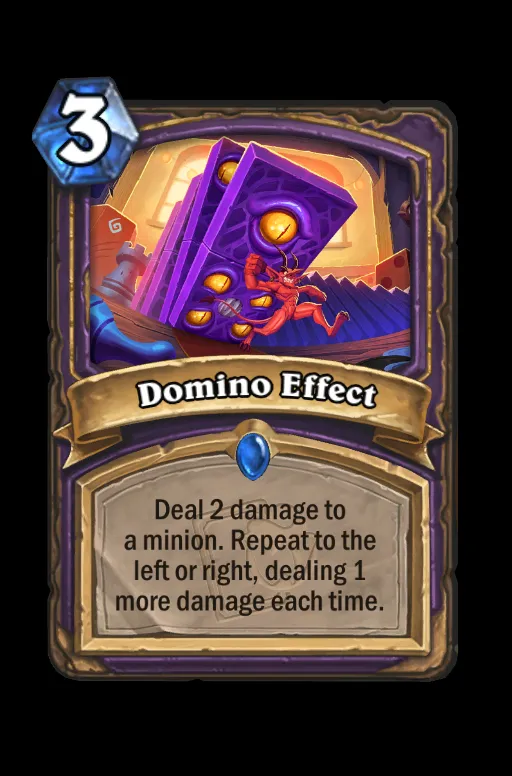 3
Domino Effect
Deal 2 damage to
a minion. Repeat to the
left or right, dealing 1
more damage each time.